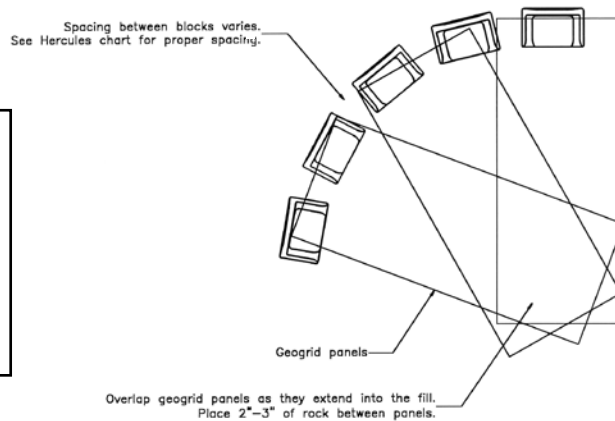 Spacing between blocks varies.
See Hercules chart for proper spacing.
Geogrid panels
Overlap geogrid panels as they extend into the fill.
Place 2"–3" of rock between panels.